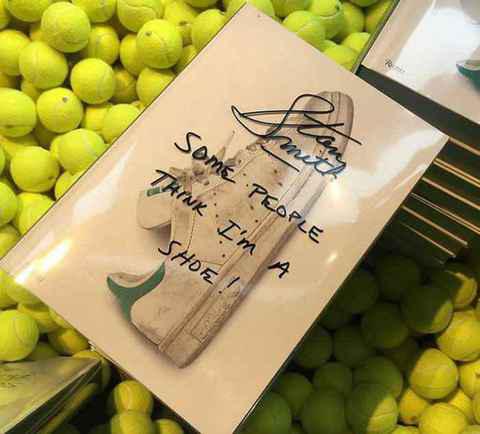 Stan
Smith
SOME PEOPLE
THINK I'M A
SHOE!